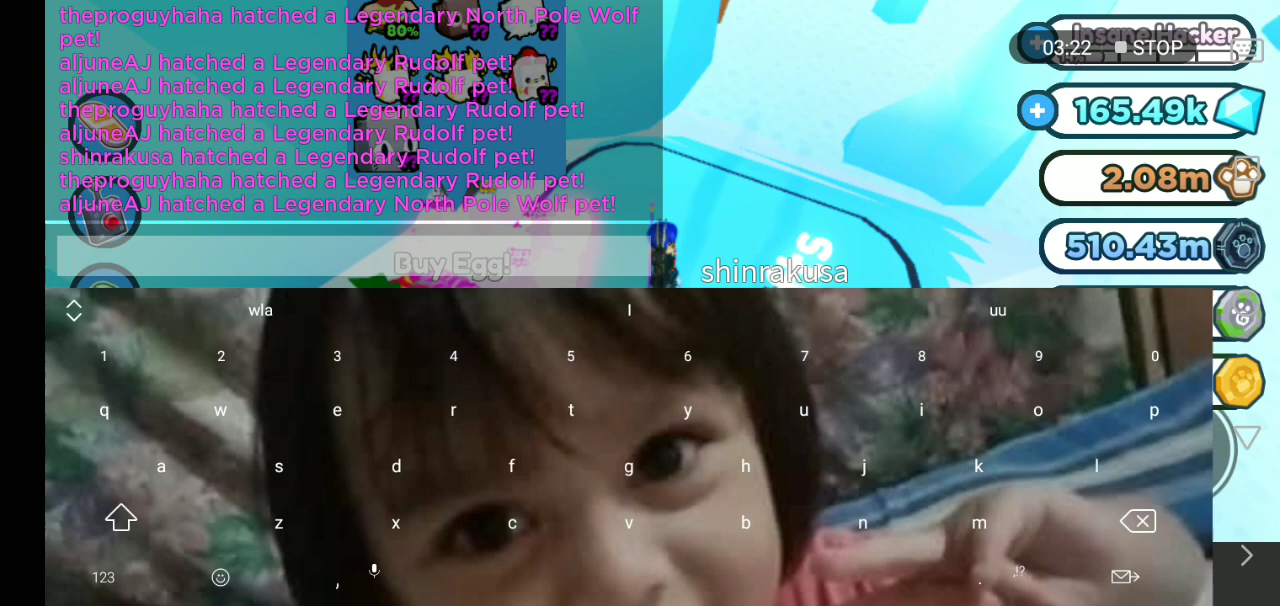 theproguyhaha hatched a Legendary North Pole Wolf
pet!
80%
??
??
aljuneAJ hatched a Legendary Rudolf pet!
aljuneAJ hatched a Legendary Rudolf pet!
??
??
??
theproguyhaha hatched a Legendary Rudolf pet!
aljuneAJ hatched a Legendary Rudolf pet!
shinrakusa hatched a Legendary Rudolf pet!
??
theproguyhaha hatched a Legendary Rudolf pet!
aljuneAJ hatched a Legendary North Pole Wolf pet!
Buy Egg!
shinrakusa
Insane Hacker
03:22 STOP
165.49k
2.08m
510.43m
wla l uu
1 2 3 4 5 6 7 8 9 0
q w e r t y u i o p
a s d f g h j k l
z x c v b n m
123 , . ,!?